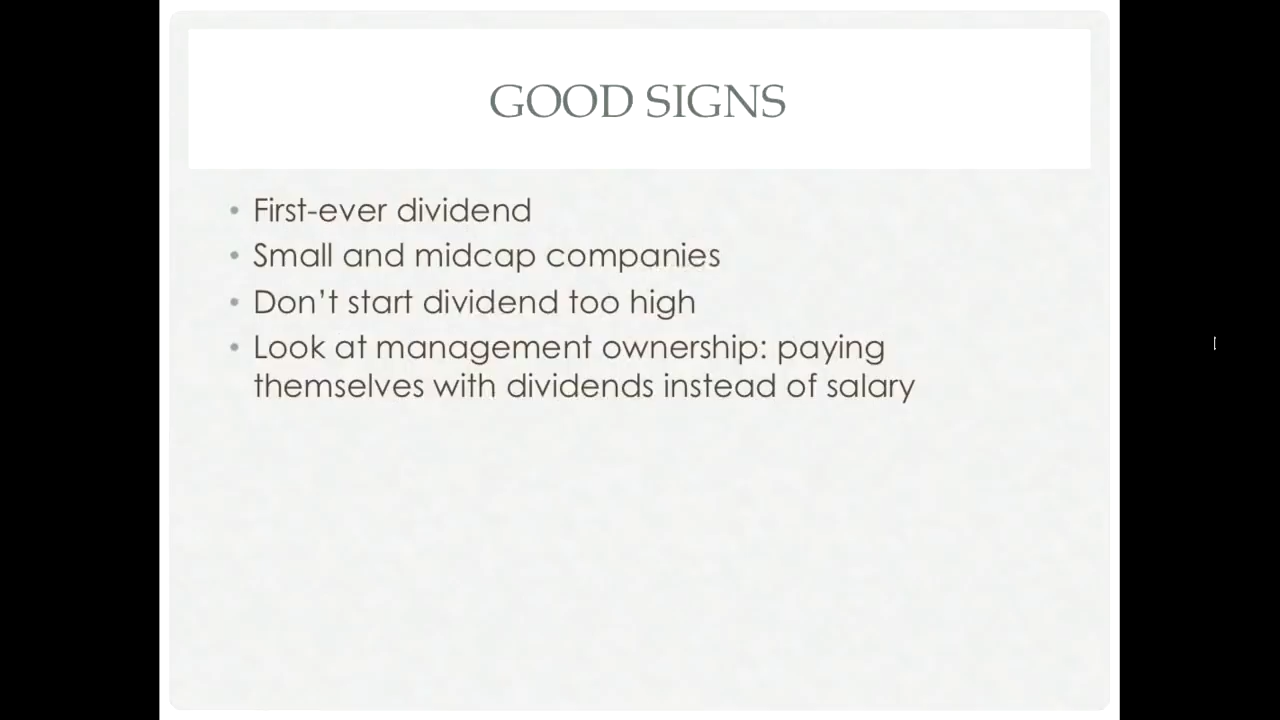 GOOD SIGNS
• First-ever dividend
• Small and midcap companies
• Don’t start dividend too high
• Look at management ownership: paying
themselves with dividends instead of salary